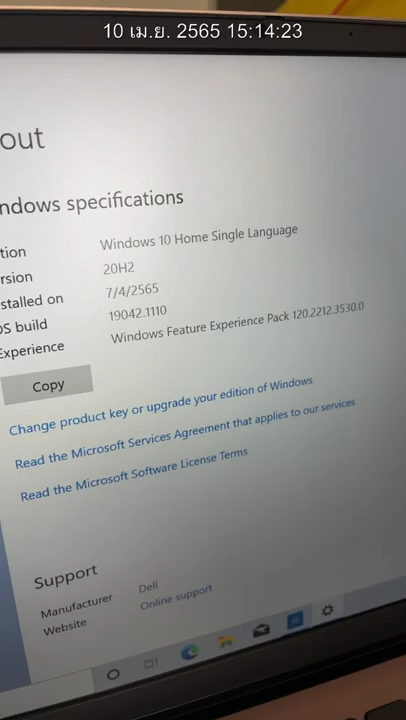 10 เม.ย. 2565 15:14:23
out
ndows specifications
tion Windows 10 Home Single Language
rsion 20H2
stalled on 7/4/2565
OS build 19042.1110
Experience Windows Feature Experience Pack 120.2212.3530.0
Copy
Change product key or upgrade your edition of Windows
Read the Microsoft Services Agreement that applies to our services
Read the Microsoft Software License Terms
Support
Manufacturer Dell
Website Online support